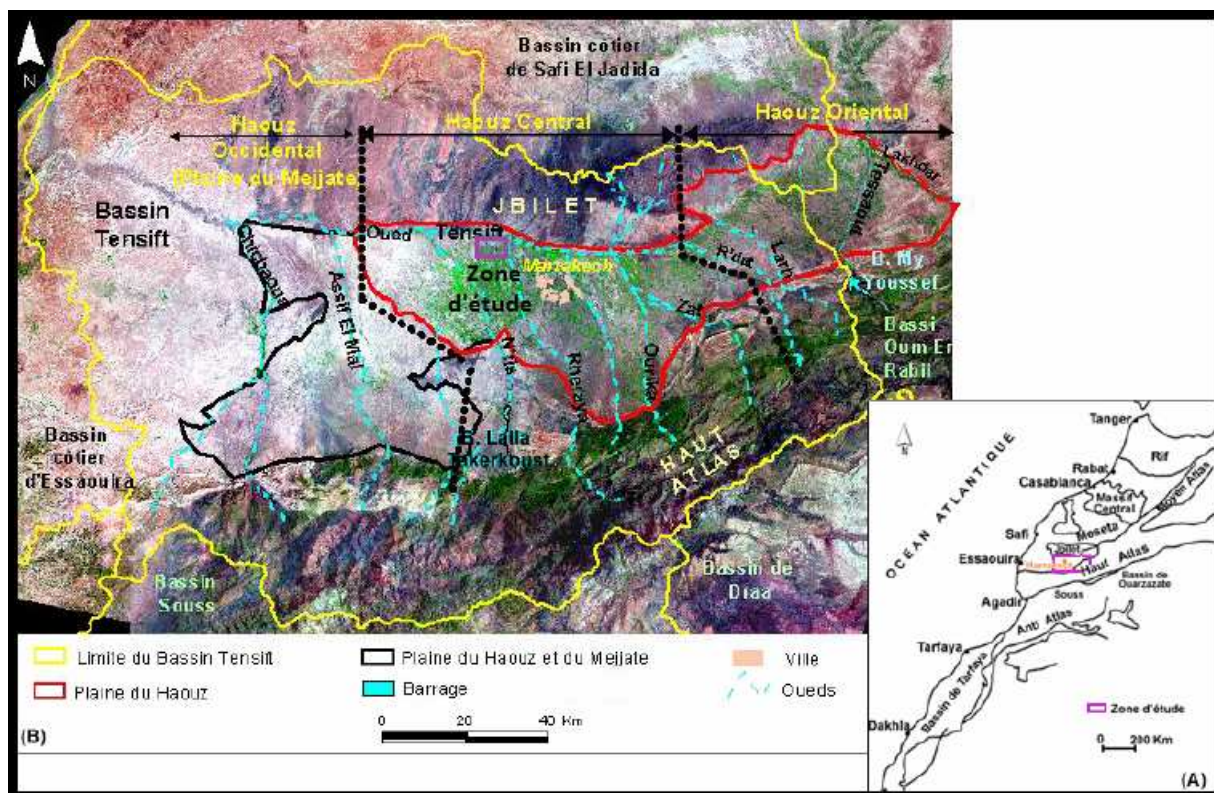 N
Bassin côtier
de Safi El Jadida
Haouz
Occidental
(Plaine du Mejjate
Haouz Central
Haouz Oriental
Lakhdar
Tessaout
Bassin
Tensift
JBILET
Oued
Tensift
Marrakech
Zone
d'étude
Chichaoua
Assif El Mal
N'fis
Rheraya
Ourika
Zat
R'dat
Larh
B. My
Youssef
Bassi
Oum Er
Rabii
B. Lalla
Takerkoust
HAUT
ATLAS
Bassin
côtier
d'Essaouira
Bassin
Souss
Bassin de
Draa
Limite du Bassin Tensift
Plaine du Haouz et du Mejjate
Ville
Plaine du Haouz
Barrage
Oueds
0 20 40 Km
(B)
N
OCEAN ATLANTIQUE
Tanger
Rif
Rabat
Casablanca
Massif
Central
Moyen Atlas
Safi
Meseta
Jbilet
Essaouira
Marrakech
Haut Atlas
Bassin de
Ouarzazate
Souss
Agadir
Anti Atlas
Tarfaya
Bassin de Tarfaya
Dakhla
Zone d'étude
0 200 Km
(A)